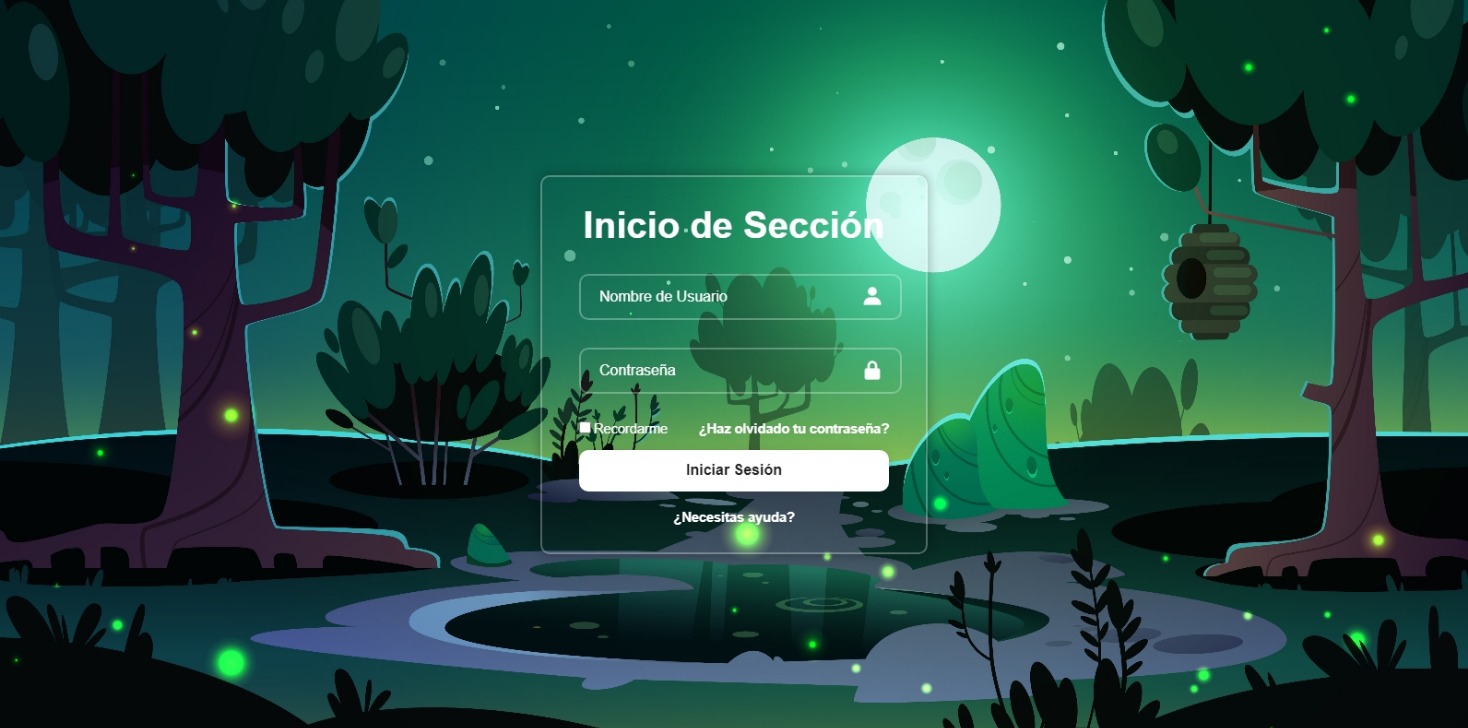 Inicio de Sección
Nombre de Usuario
Contraseña
Recordarme ¿Haz olvidado tu contraseña?
Iniciar Sesión
¿Necesitas ayuda?